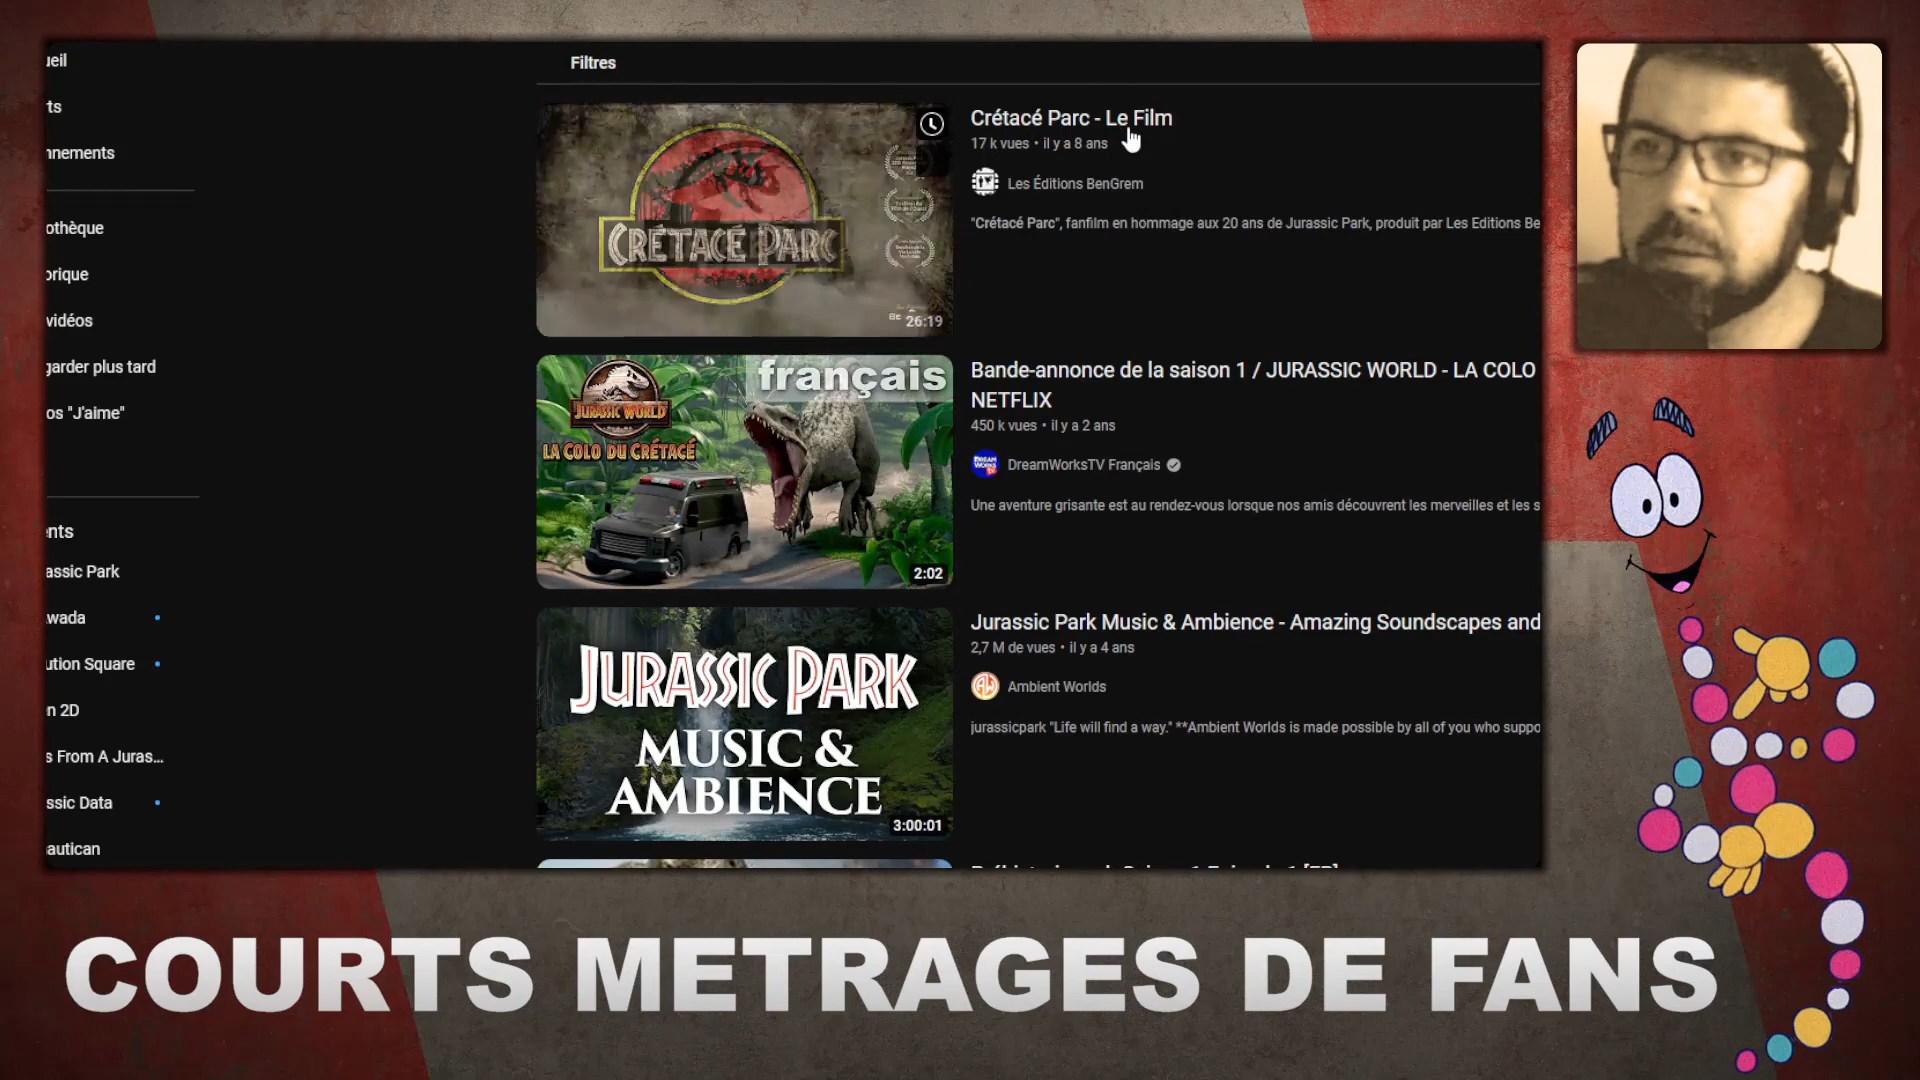 ueil
rts
nnements
othèque
orique
vidéos
garder plus tard
os "J'aime"
ents
assic Park
wada
ution Square
n 2D
s From A Juras...
ssic Data
autican
Filtres
CRÉTACÉ PARC
26:19
Crétacé Parc - Le Film
17 k vues • il y a 8 ans
Les Éditions BenGrem
"Crétacé Parc", fanfilm en hommage aux 20 ans de Jurassic Park, produit par Les Editions Be
français
JURASSIC WORLD
LA COLO DU CRÉTACÉ
2:02
Bande-annonce de la saison 1 / JURASSIC WORLD - LA COLO
NETFLIX
450 k vues • il y a 2 ans
DREAMWORKS TV
DreamWorksTV Français
Une aventure grisante est au rendez-vous lorsque nos amis découvrent les merveilles et les s
JURASSIC PARK
MUSIC &
AMBIENCE
3:00:01
Jurassic Park Music & Ambience - Amazing Soundscapes and
2,7 M de vues • il y a 4 ans
AW
Ambient Worlds
jurassicpark "Life will find a way." **Ambient Worlds is made possible by all of you who suppo
COURTS METRAGES DE FANS